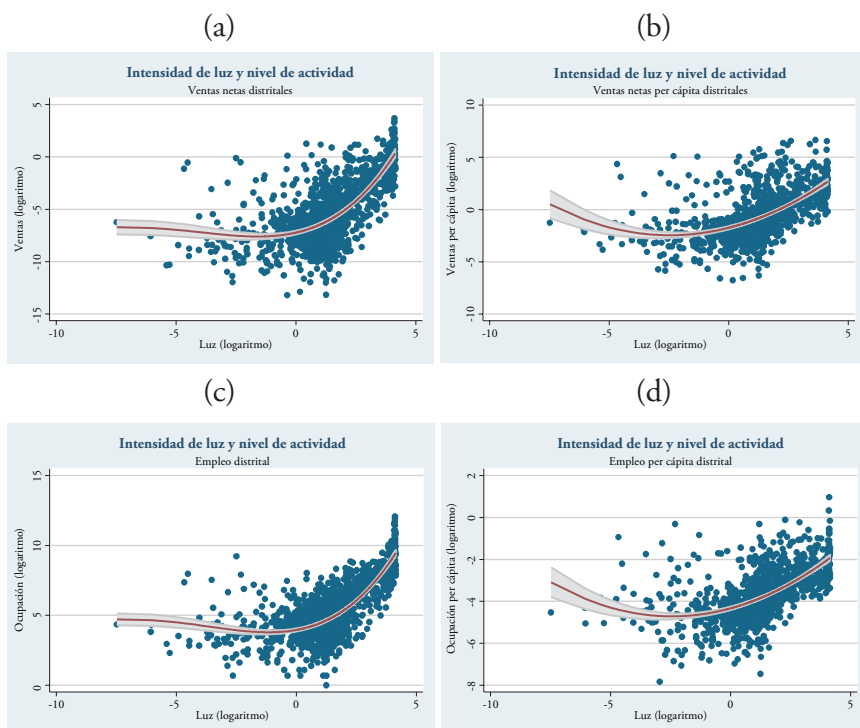 (a)
Intensidad de luz y nivel de actividad
Ventas netas distritales
Ventas (logaritmo)
5
0
-5
-10
-15
-10
-5
0
5
Luz (logaritmo)
(b)
Intensidad de luz y nivel de actividad
Ventas netas per cápita distritales
Ventas per cápita (logaritmo)
10
5
0
-5
-10
-10
-5
0
5
Luz (logaritmo)
(c)
Intensidad de luz y nivel de actividad
Empleo distrital
Ocupación (logaritmo)
15
10
5
0
-10
-5
0
5
Luz (logaritmo)
(d)
Intensidad de luz y nivel de actividad
Empleo per cápita distrital
Ocupación per cápita (logaritmo)
2
0
-2
-4
-6
-8
-10
-5
0
5
Luz (logaritmo)